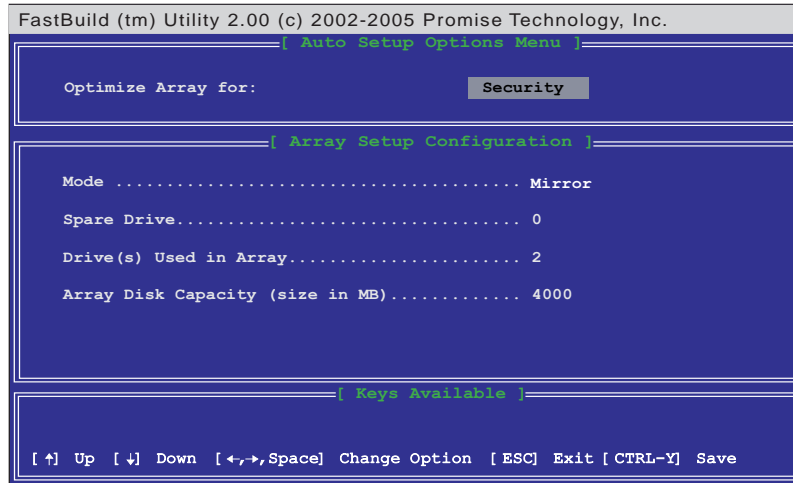 FastBuild (tm) Utility 2.00 (c) 2002-2005 Promise Technology, Inc.
[ Auto Setup Options Menu ]
Optimize Array for: Security
[ Array Setup Configuration ]
Mode ........................................ Mirror
Spare Drive.................................. 0
Drive(s) Used in Array....................... 2
Array Disk Capacity (size in MB)............. 4000
[ Keys Available ]
[↑] Up [↓] Down [←,→,Space] Change Option [ESC] Exit [CTRL-Y] Save